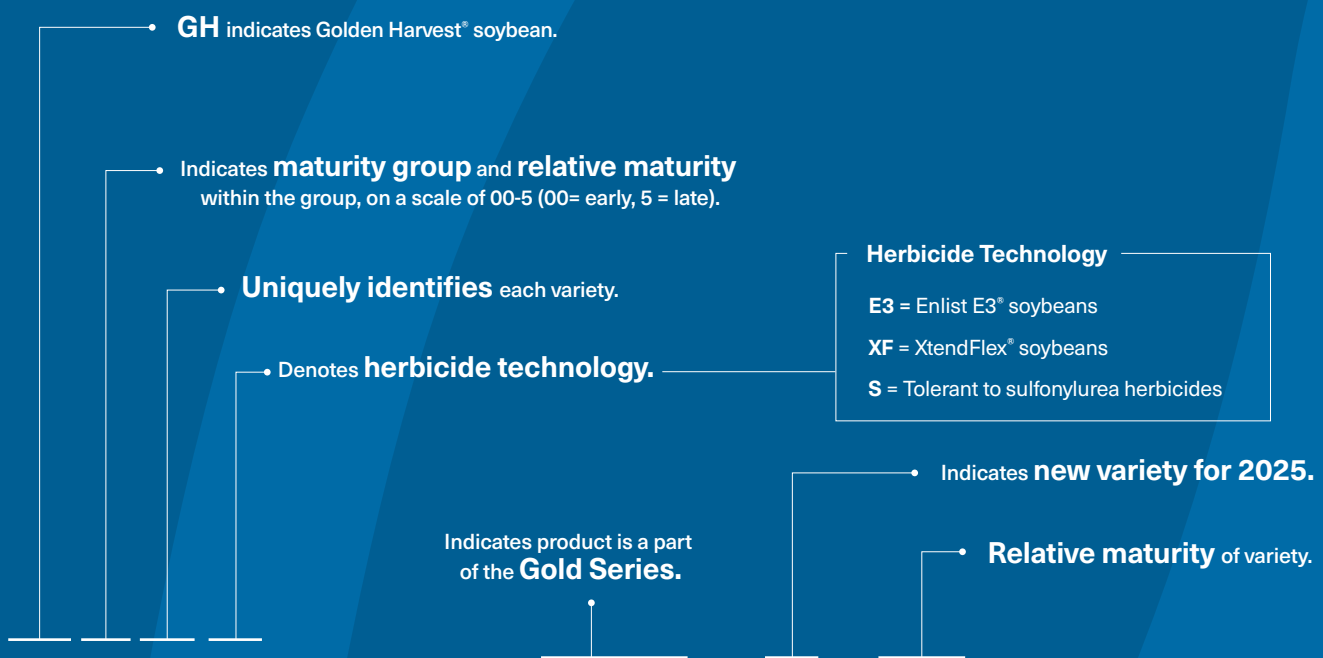 GH indicates Golden Harvest® soybean.
Indicates maturity group and relative maturity
within the group, on a scale of 00-5 (00= early, 5 = late).
Uniquely identifies each variety.
Denotes herbicide technology.
Herbicide Technology
E3 = Enlist E3® soybeans
XF = XtendFlex® soybeans
S = Tolerant to sulfonylurea herbicides
Indicates new variety for 2025.
Indicates product is a part
of the Gold Series.
Relative maturity of variety.